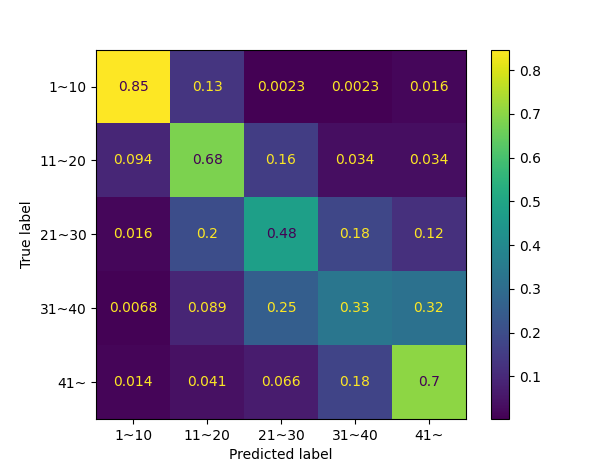 1~10 0.85 0.13 0.0023 0.0023 0.016
11~20 0.094 0.68 0.16 0.034 0.034
21~30 0.016 0.2 0.48 0.18 0.12
31~40 0.0068 0.089 0.25 0.33 0.32
41~ 0.014 0.041 0.066 0.18 0.7
1~10 11~20 21~30 31~40 41~
Predicted label
True label
0.8
0.7
0.6
0.5
0.4
0.3
0.2
0.1